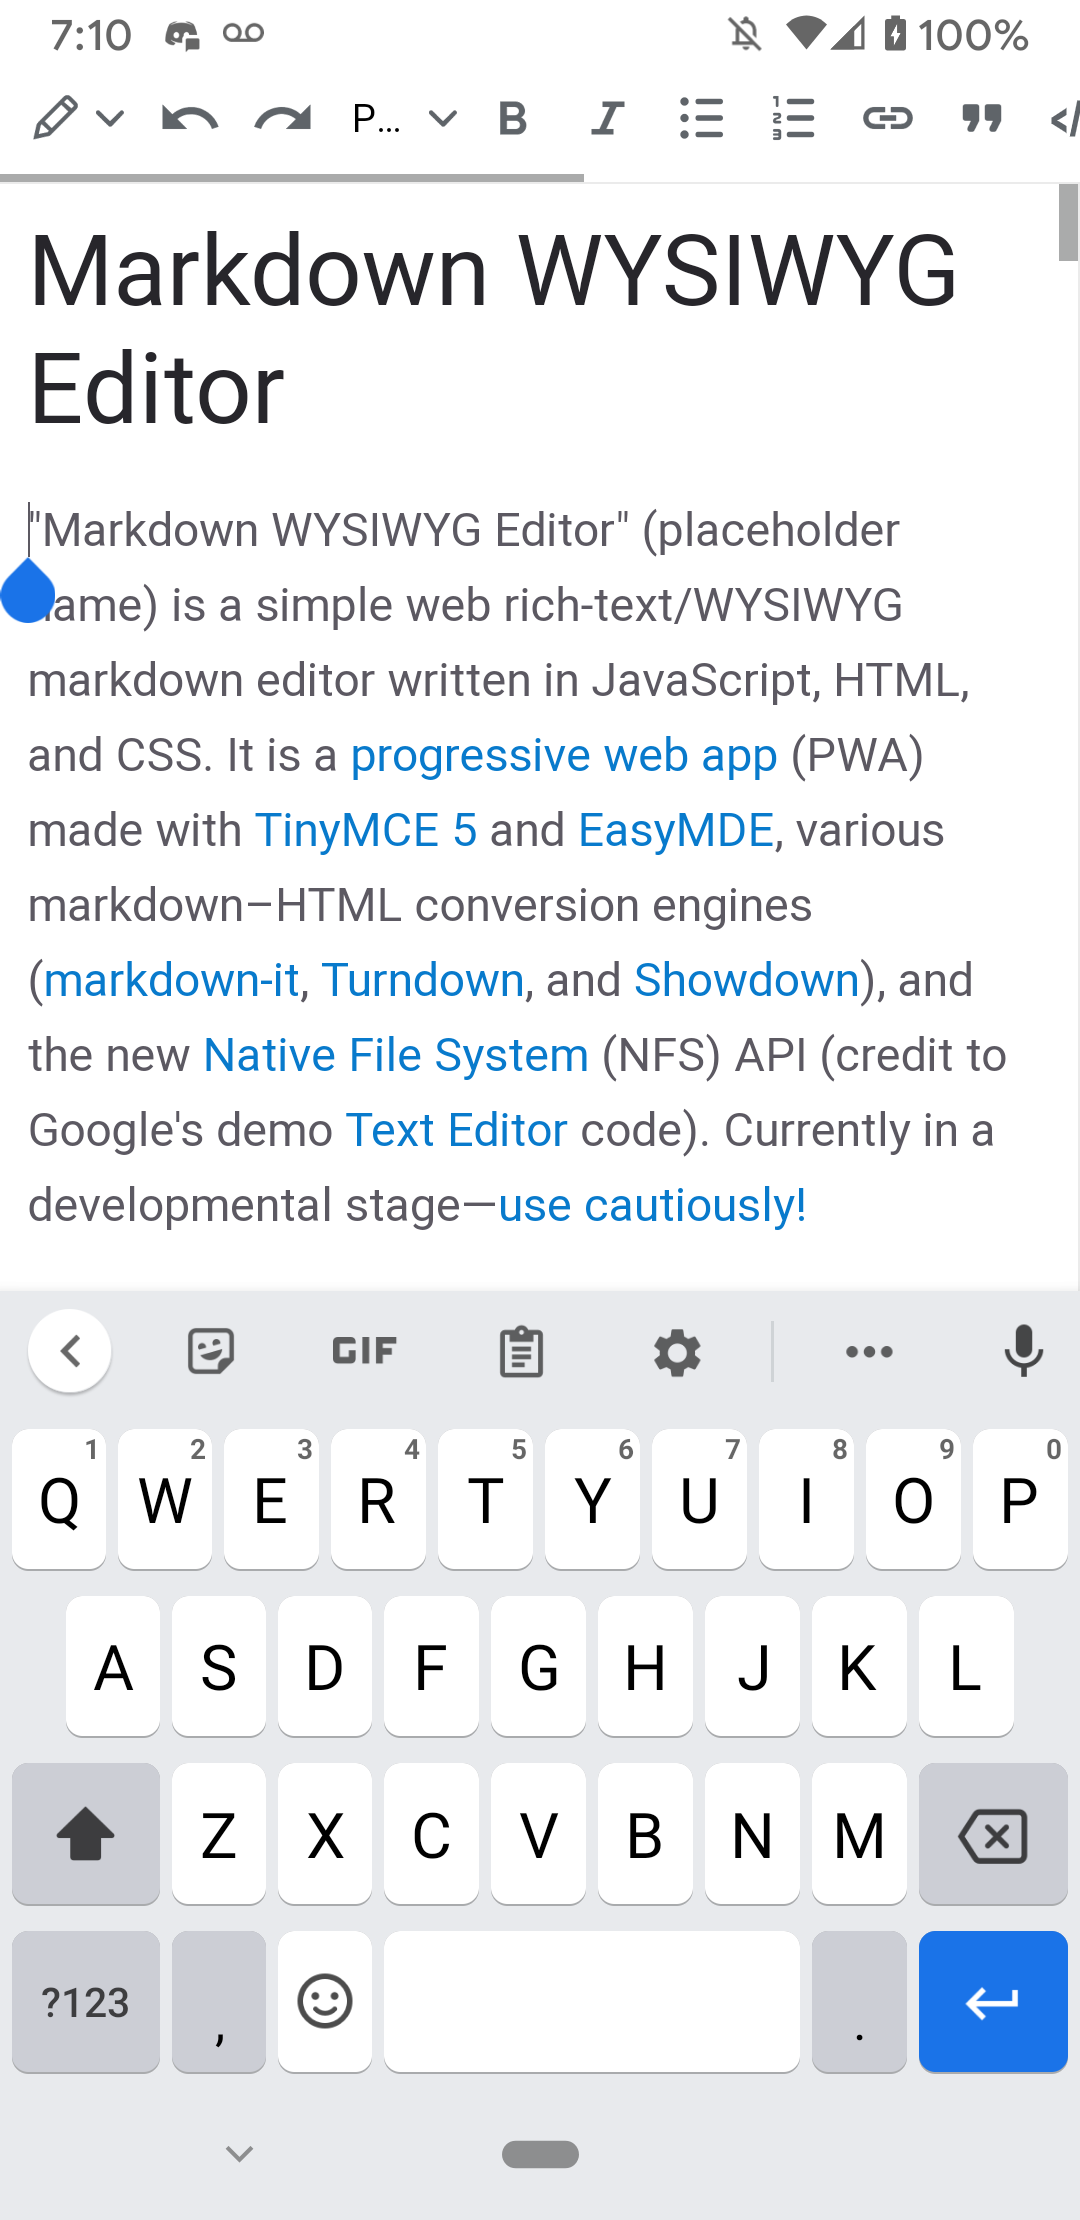 7:10 100%
P... B I
Markdown WYSIWYG
Editor
"Markdown WYSIWYG Editor" (placeholder
ame) is a simple web rich-text/WYSIWYG
markdown editor written in JavaScript, HTML,
and CSS. It is a progressive web app (PWA)
made with TinyMCE 5 and EasyMDE, various
markdown–HTML conversion engines
(markdown-it, Turndown, and Showdown), and
the new Native File System (NFS) API (credit to
Google's demo Text Editor code). Currently in a
developmental stage—use cautiously!
GIF
1 2 3 4 5 6 7 8 9 0
Q W E R T Y U I O P
A S D F G H J K L
Z X C V B N M
?123 , .